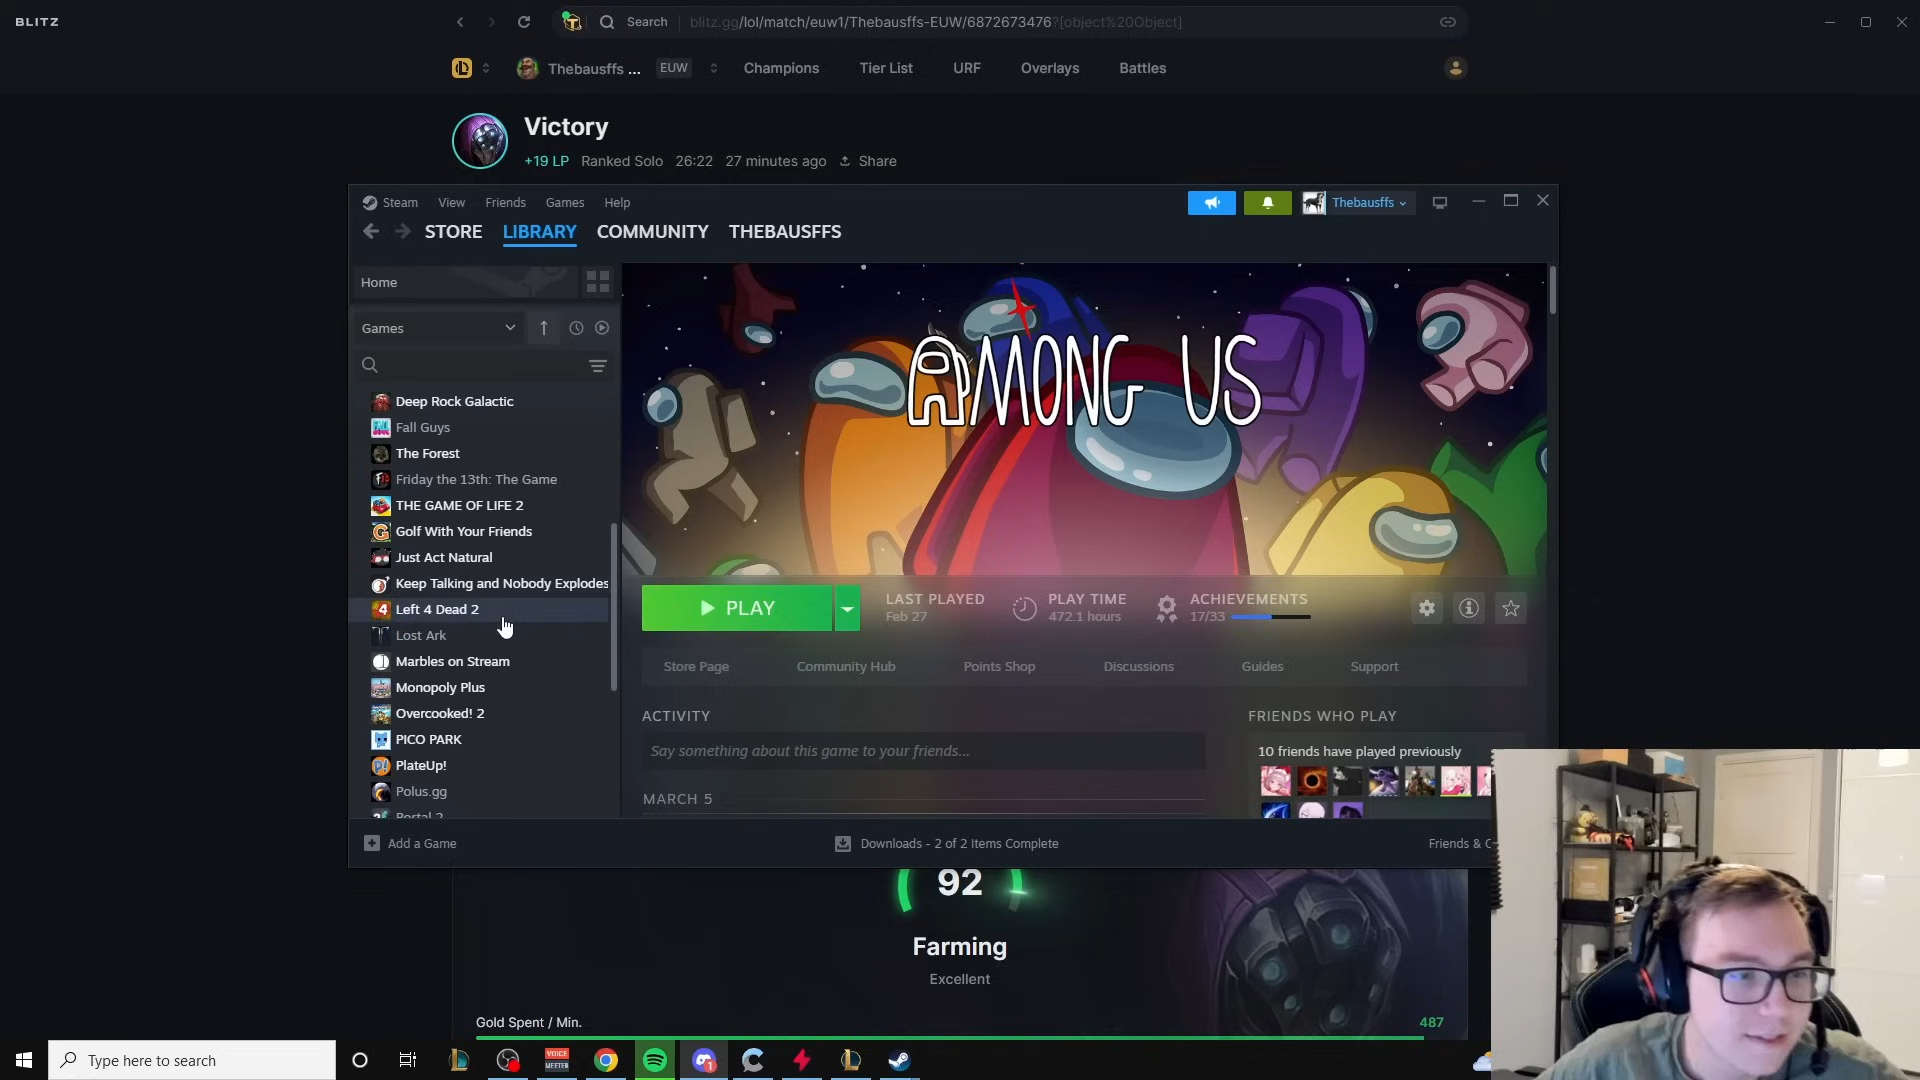 BLITZ
Search
blitz.gg/lol/match/euw1/Thebausffs-EUW/6872673476?[object%20Object]
Thebausffs ...
EUW
Champions
Tier List
URF
Overlays
Battles
Victory
+19 LP Ranked Solo 26:22 27 minutes ago Share
Steam View Friends Games Help
Thebausffs
STORE LIBRARY COMMUNITY THEBAUSFFS
Home
Games
Deep Rock Galactic
Fall Guys
The Forest
Friday the 13th: The Game
THE GAME OF LIFE 2
Golf With Your Friends
Just Act Natural
Keep Talking and Nobody Explodes
Left 4 Dead 2
Lost Ark
Marbles on Stream
Monopoly Plus
Overcooked! 2
PICO PARK
PlateUp!
Polus.gg
Portal 2
Add a Game
AMONG US
PLAY
LAST PLAYED
Feb 27
PLAY TIME
472.1 hours
ACHIEVEMENTS
17/33
Store Page
Community Hub
Points Shop
Discussions
Guides
Support
ACTIVITY
Say something about this game to your friends...
MARCH 5
FRIENDS WHO PLAY
10 friends have played previously
Downloads - 2 of 2 Items Complete
Friends & C
92
Farming
Excellent
Gold Spent / Min.
487
Type here to search
VOICE
MEETER
1